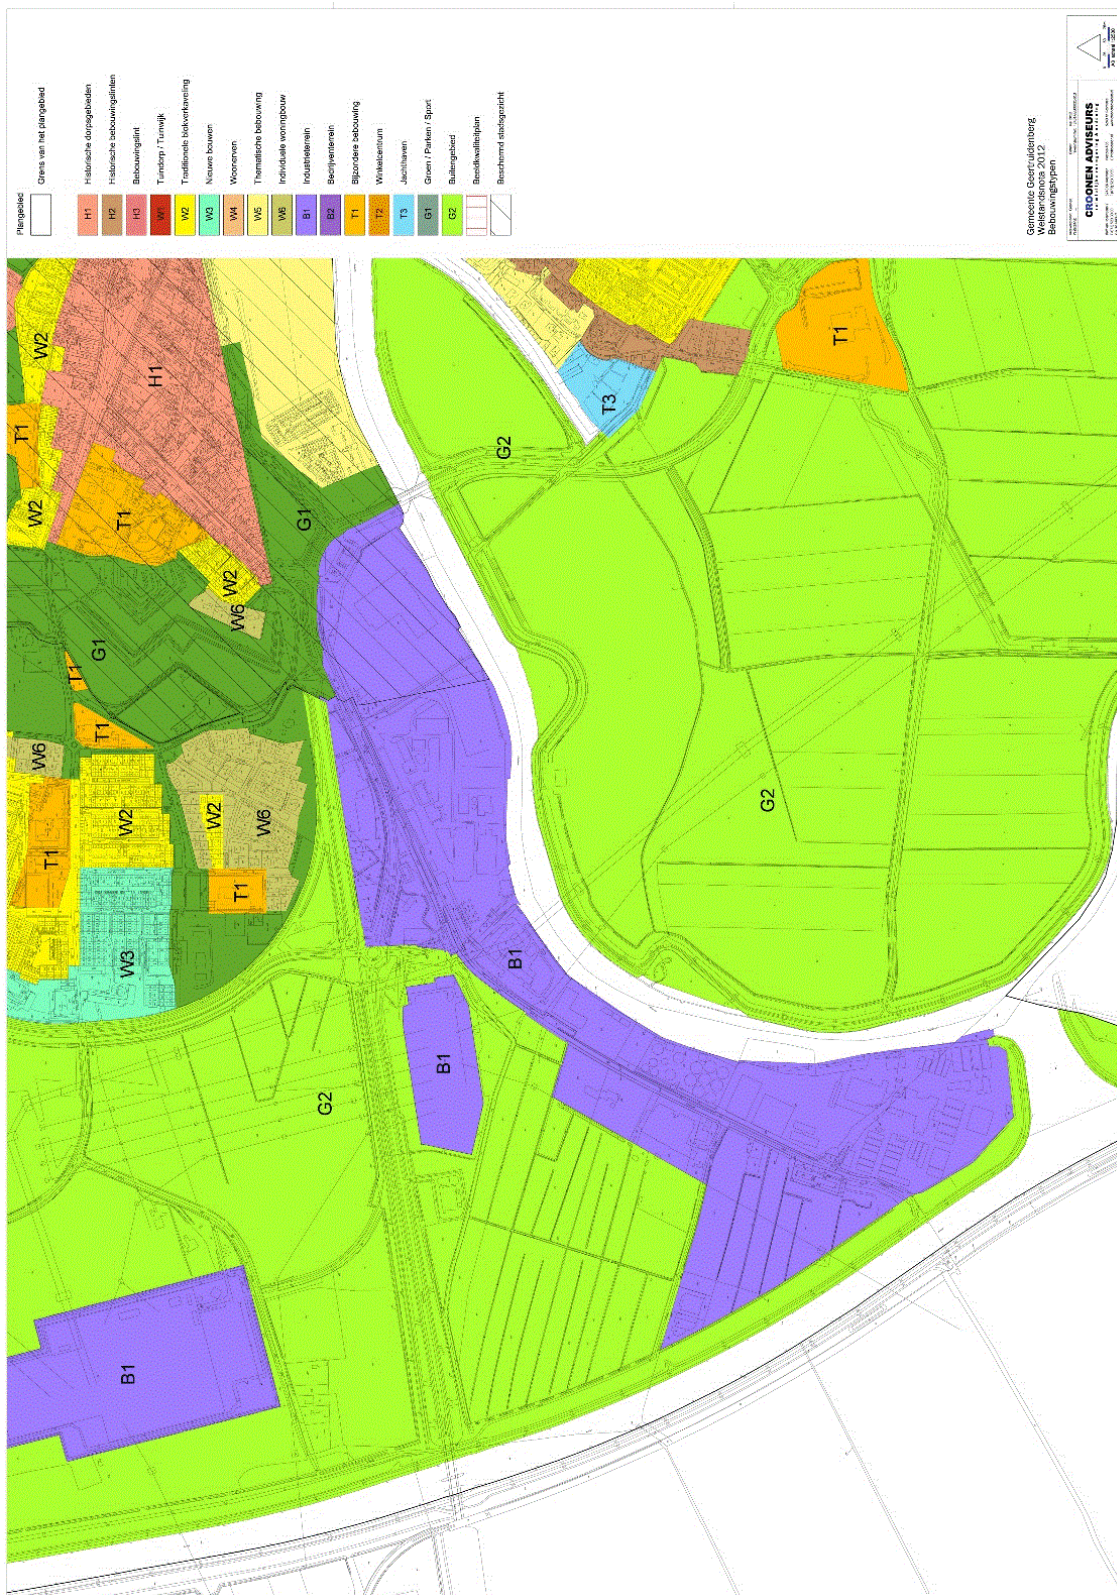 Plangebied
Grens van het plangebied
H1 Historische dorpsgebieden
H2 Historische bebouwingslinten
H3 Bebouwingslint
W1 Tuindorp / Tuinwijk
W2 Traditionele blokverkaveling
W3 Nieuwe bouwen
W4 Woonerven
W5 Thematische bebouwing
W6 Individuele woningbouw
B1 Industrieterrein
B2 Bedrijventerrein
T1 Bijzondere bebouwing
T2 Winkelcentrum
T3 Jachthaven
G1 Groen / Parken / Sport
G2 Buitengebied
Beeldkwaliteitplan
Beschermd stadsgezicht
Gemeente Geertruidenberg
Welstandsnota 2012
Bebouwingstypen
CROONEN ADVISEURS
W2
T1
H1
W2
T1
G1
W2
W6
G1
T1
T1
W6
W2
T1
W2
W6
T1
W3
G2
T3
T1
G2
B1
B1
G2
B1